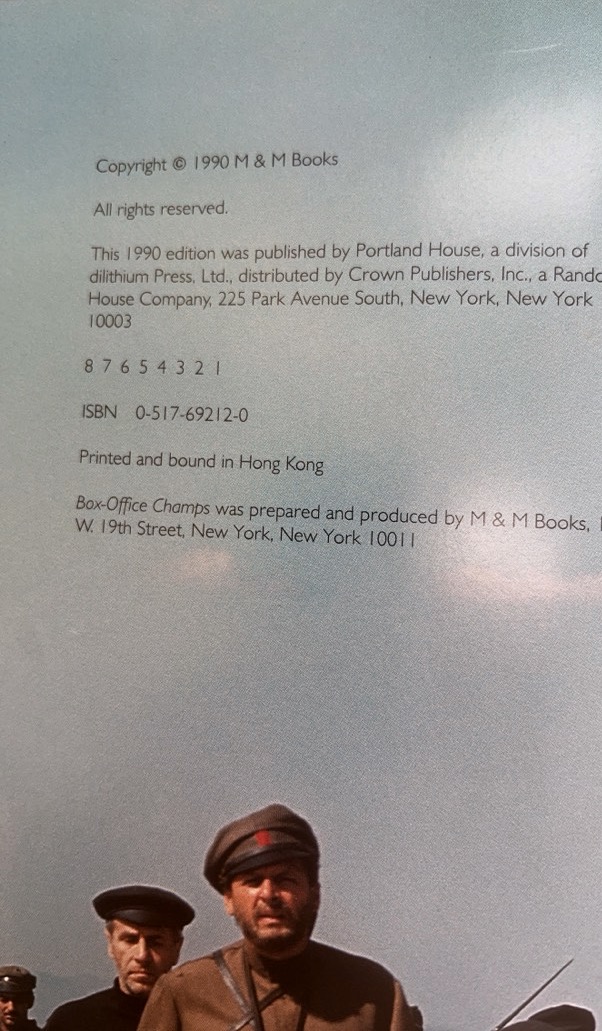 Copyright © 1990 M & M Books
All rights reserved.
This 1990 edition was published by Portland House, a division of
dilithium Press, Ltd., distributed by Crown Publishers, Inc., a Rando
House Company, 225 Park Avenue South, New York, New York
10003
8 7 6 5 4 3 2 1
ISBN 0-517-69212-0
Printed and bound in Hong Kong
Box-Office Champs was prepared and produced by M & M Books,
W. 19th Street, New York, New York 10011